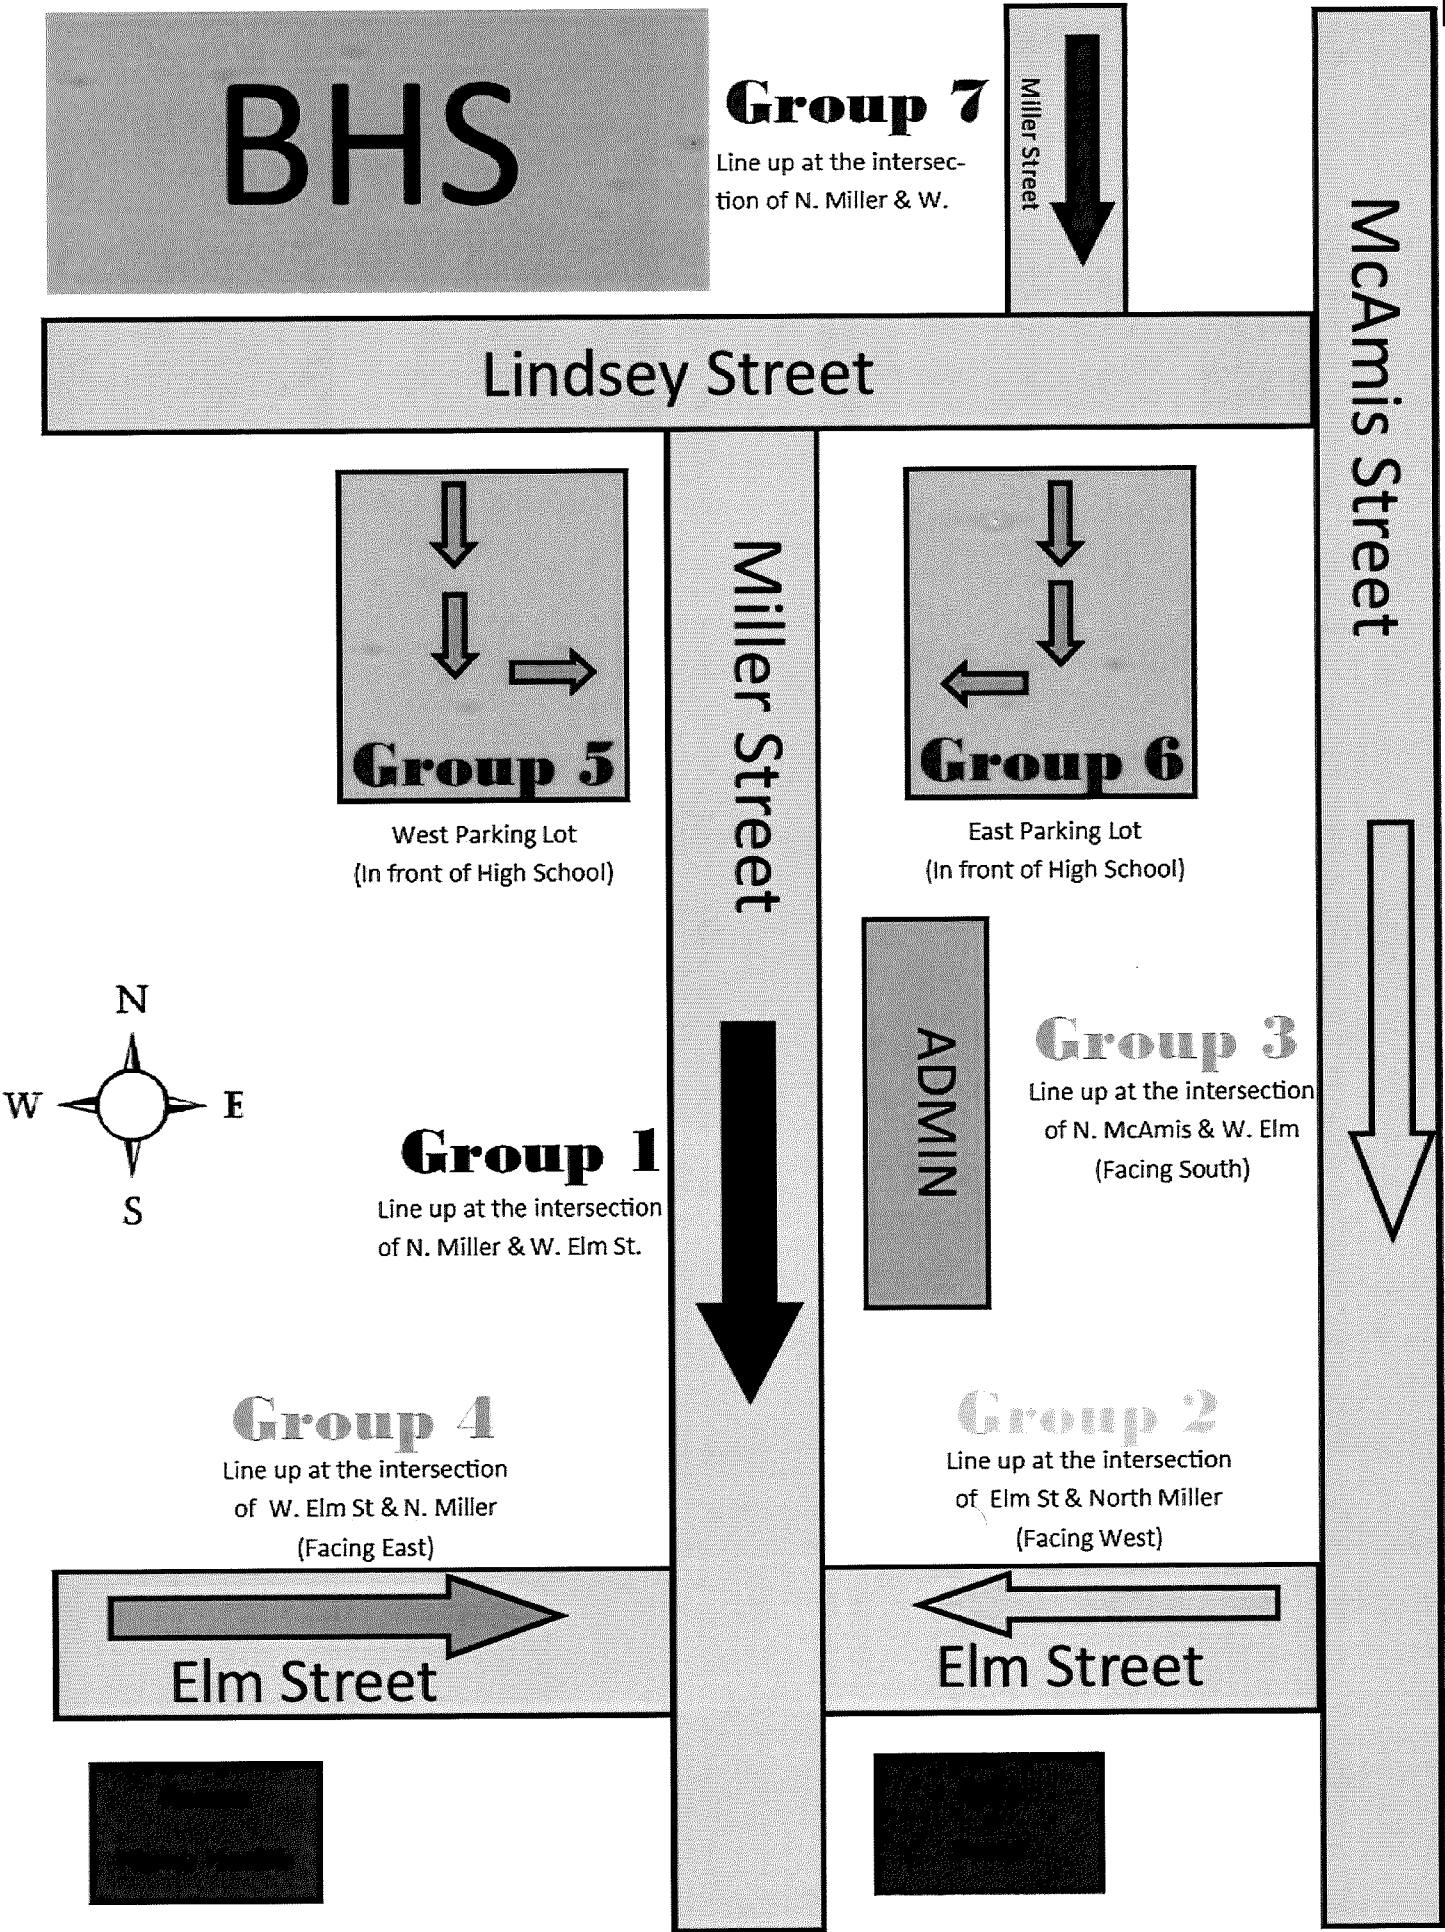 BHS
Group 7
Line up at the intersec-
tion of N. Miller & W.
Miller Street
McAmis Street
Lindsey Street
Miller Street
Group 5
West Parking Lot
(In front of High School)
Group 6
East Parking Lot
(In front of High School)
N
W
E
S
ADMIN
Group 3
Line up at the intersection
of N. McAmis & W. Elm
(Facing South)
Group 1
Line up at the intersection
of N. Miller & W. Elm St.
Group 4
Line up at the intersection
of W. Elm St & N. Miller
(Facing East)
Group 2
Line up at the intersection
of Elm St & North Miller
(Facing West)
Elm Street
Elm Street